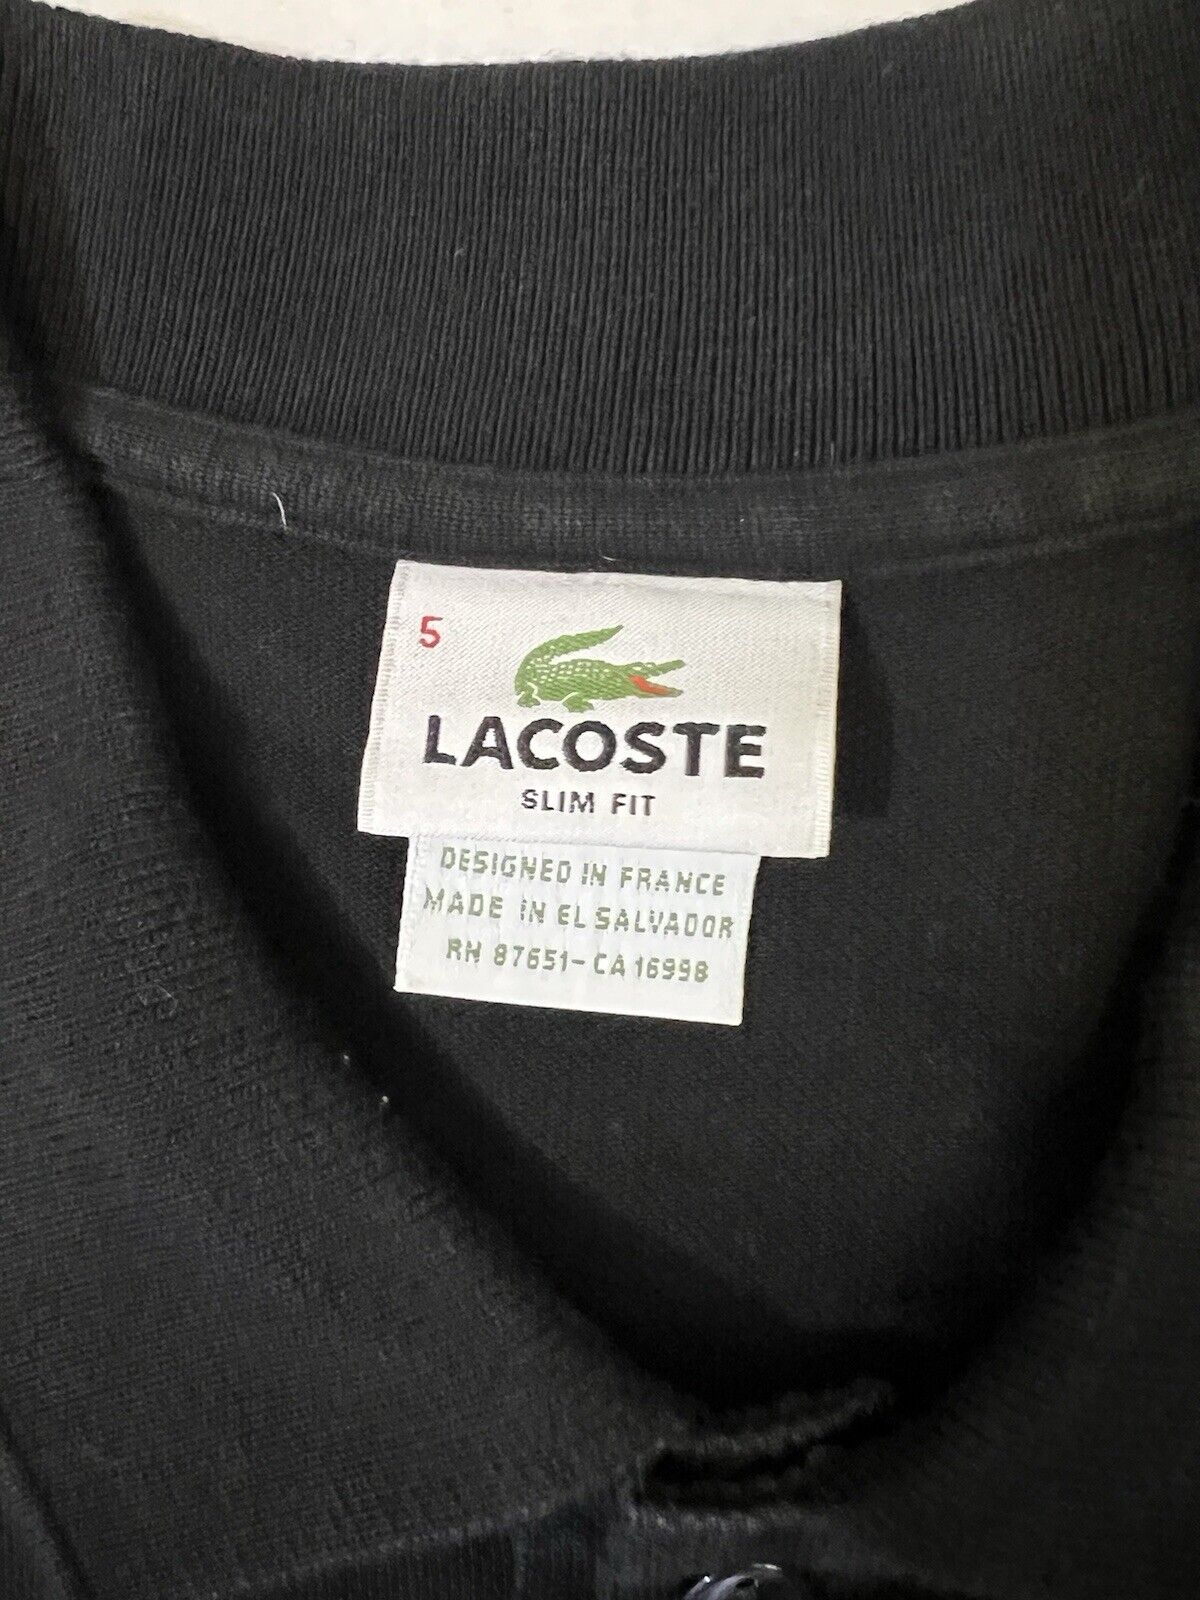 5
LACOSTE
SLIM FIT
DESIGNED IN FRANCE
MADE IN EL SALVADOR
RN 87651-CA 16998